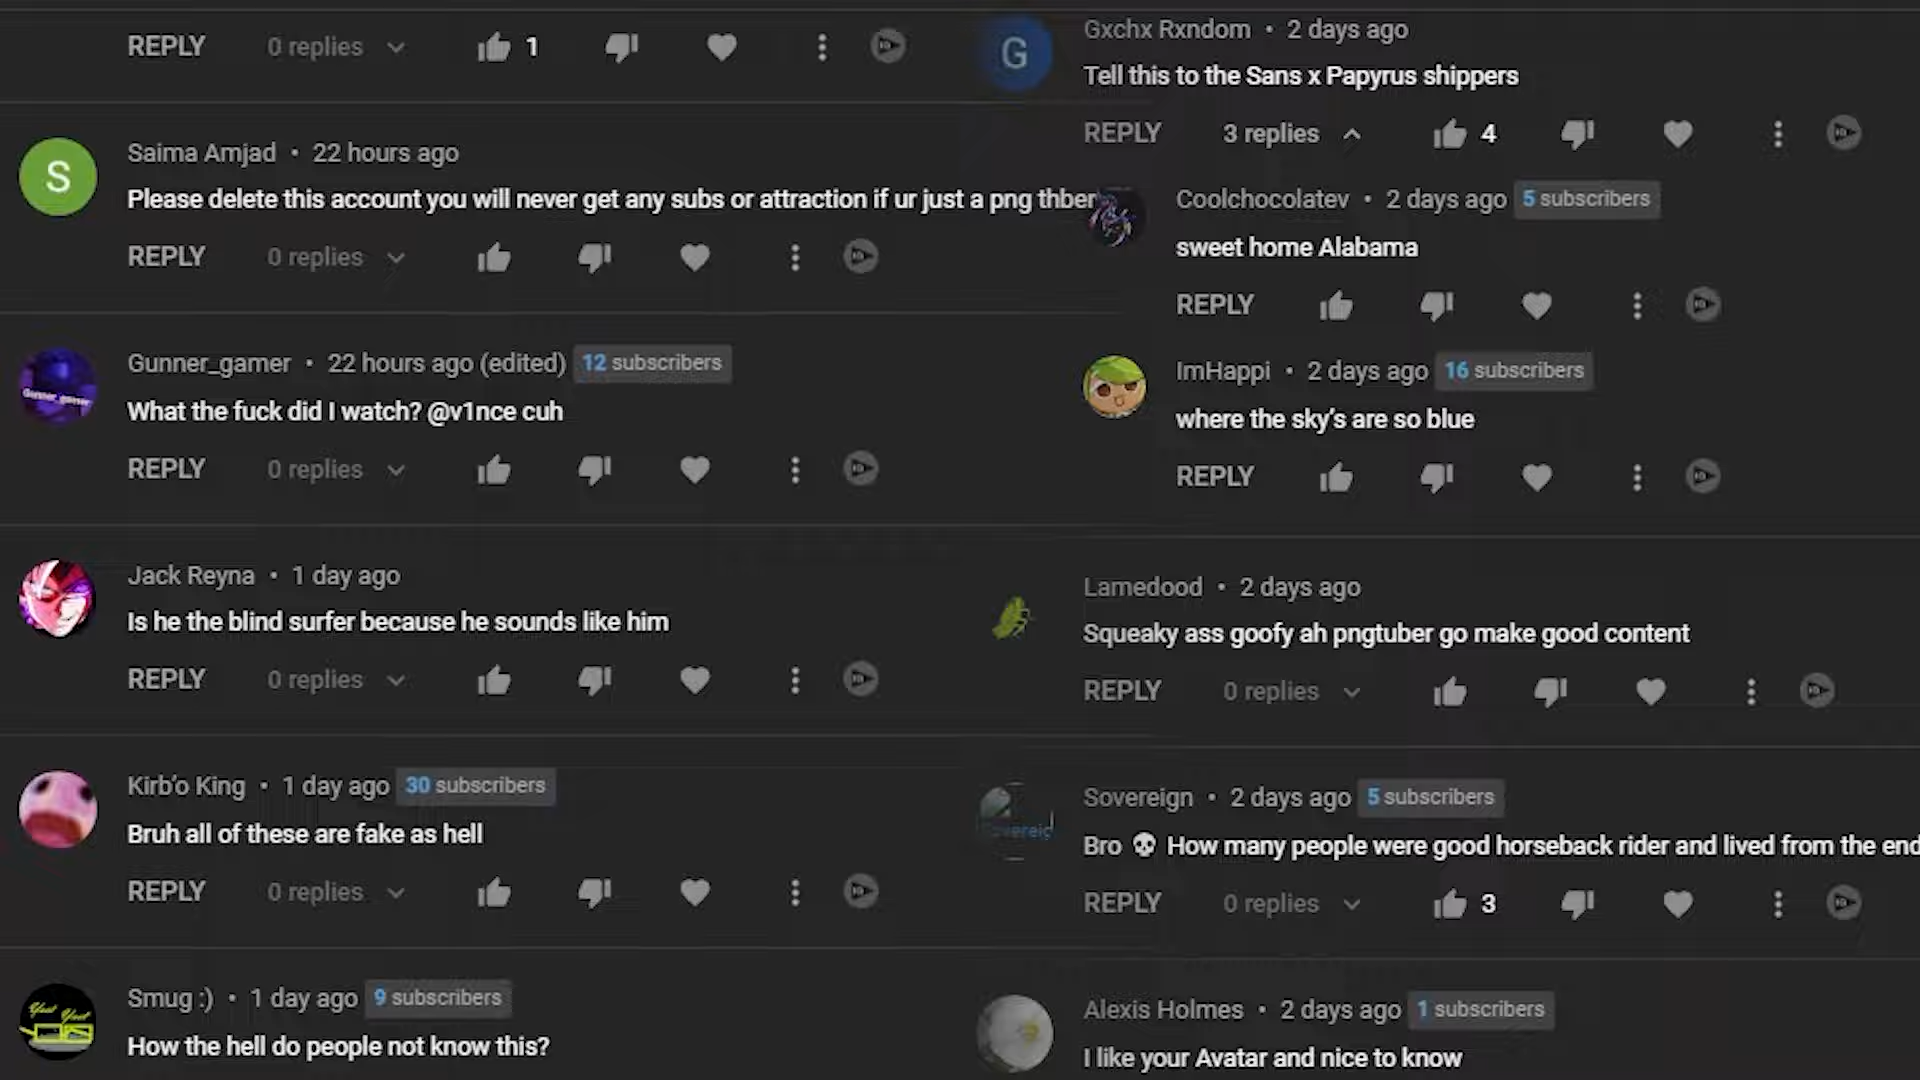 REPLY 0 replies 1
Saima Amjad • 22 hours ago
Please delete this account you will never get any subs or attraction if ur just a png thber
REPLY 0 replies
Gunner_gamer • 22 hours ago (edited) 12 subscribers
What the fuck did I watch? @v1nce cuh
REPLY 0 replies
Jack Reyna • 1 day ago
Is he the blind surfer because he sounds like him
REPLY 0 replies
Kirb’o King • 1 day ago 30 subscribers
Bruh all of these are fake as hell
REPLY 0 replies
Smug :) • 1 day ago 9 subscribers
How the hell do people not know this?
Gxchx Rxndom • 2 days ago
Tell this to the Sans x Papyrus shippers
REPLY 3 replies 4
Coolchocolatev • 2 days ago 5 subscribers
sweet home Alabama
REPLY
ImHappi • 2 days ago 16 subscribers
where the sky’s are so blue
REPLY
Lamedood • 2 days ago
Squeaky ass goofy ah pngtuber go make good content
REPLY 0 replies
Sovereign • 2 days ago 5 subscribers
Bro 💀 How many people were good horseback rider and lived from the end
REPLY 0 replies 3
Alexis Holmes • 2 days ago 1 subscribers
I like your Avatar and nice to know